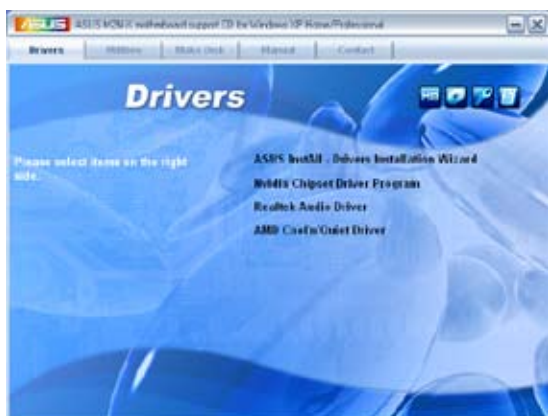 ASUS M2N-X motherboard support CD for Windows XP Home/Professional
Drivers Utilities Make Disk Manual Contact
Drivers
Please select items on the right
side.
ASUS InstAll - Drivers Installation Wizard
NVidia Chipset Driver Program
Realtek Audio Driver
AMD Cool'n'Quiet Driver